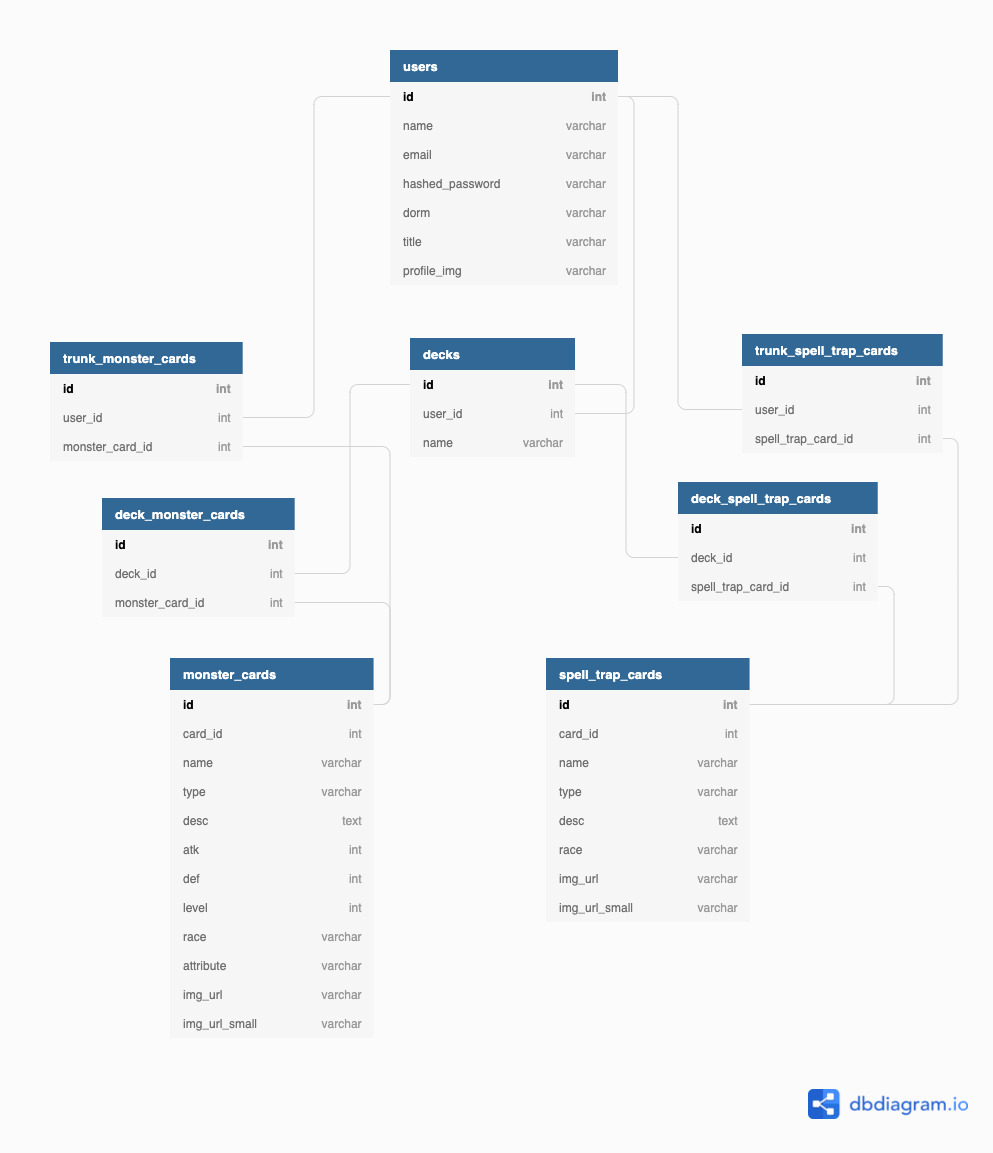 users
id int
name varchar
email varchar
hashed_password varchar
dorm varchar
title varchar
profile_img varchar
trunk_monster_cards
id int
user_id int
monster_card_id int
decks
id int
user_id int
name varchar
trunk_spell_trap_cards
id int
user_id int
spell_trap_card_id int
deck_monster_cards
id int
deck_id int
monster_card_id int
deck_spell_trap_cards
id int
deck_id int
spell_trap_card_id int
monster_cards
id int
card_id int
name varchar
type varchar
desc text
atk int
def int
level int
race varchar
attribute varchar
img_url varchar
img_url_small varchar
spell_trap_cards
id int
card_id int
name varchar
type varchar
desc text
race varchar
img_url varchar
img_url_small varchar
dbdiagram.io